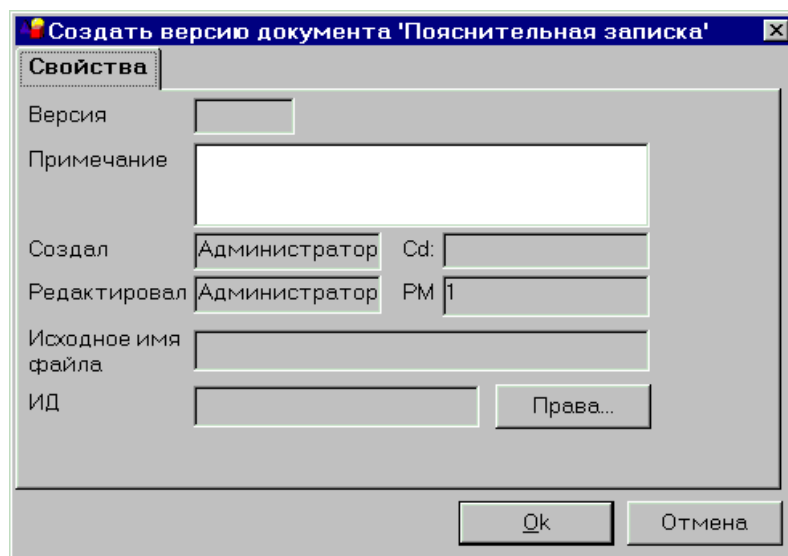 Создать версию документа 'Пояснительная записка'
Свойства
Версия
Примечание
Создал Администратор Cd:
Редактировал Администратор РМ 1
Исходное имя
файла
ИД Права...
Ok Отмена